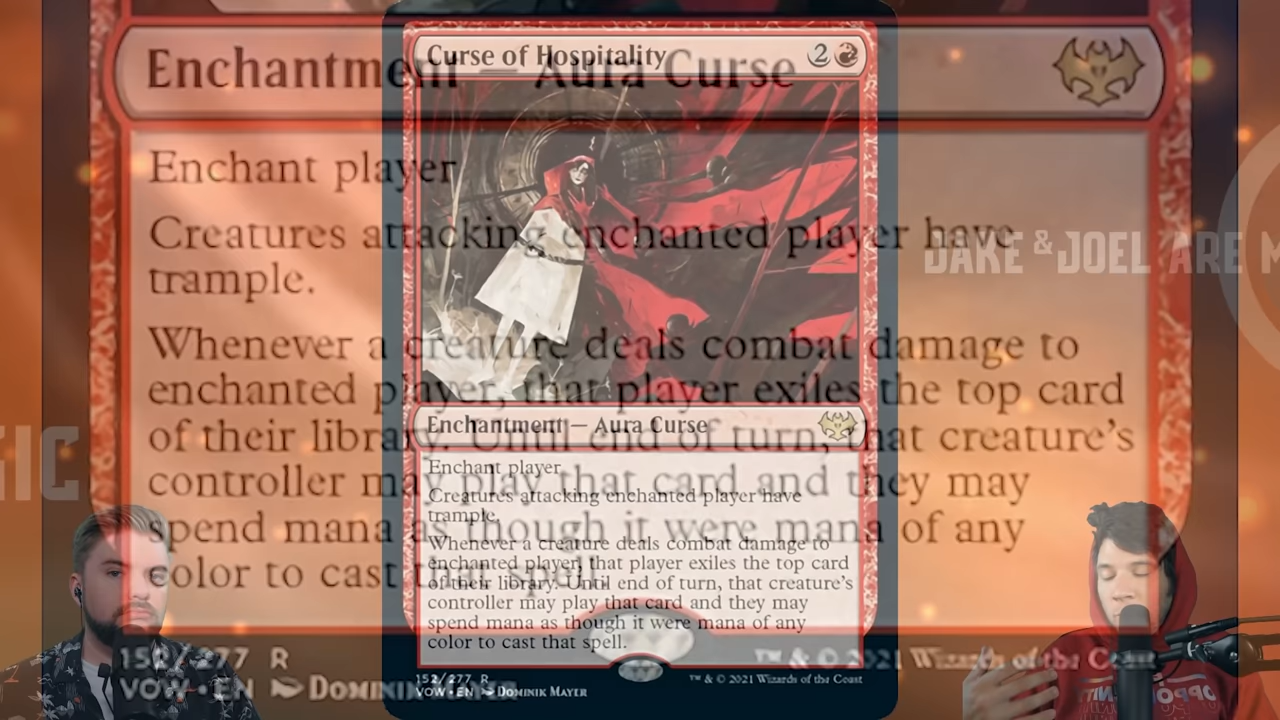 Curse of Hospitality 2
Enchantment — Aura Curse
Enchant player
Creatures attacking enchanted player have
trample.
Whenever a creature deals combat damage to
enchanted player, that player exiles the top card
of their library. Until end of turn, that creature's
controller may play that card and they may
spend mana as though it were mana of any
color to cast that spell.
152/277 R
VOW • EN DOMINIK MAYER
™ & © 2021 Wizards of the Coast
Enchantment — Aura Curse
Enchant player
Creatures attacking enchanted player have
trample.
Whenever a creature deals combat damage to
enchanted player, that player exiles the top card
of their library. Until end of turn, that creature's
controller may play that card and they may
spend mana as though it were mana of any
color to cast that spell.
152/277 R
VOW • EN DOMINIK MAYER
™ & © 2021 Wizards of the Coast
JAKE & JOEL ARE M
GIC